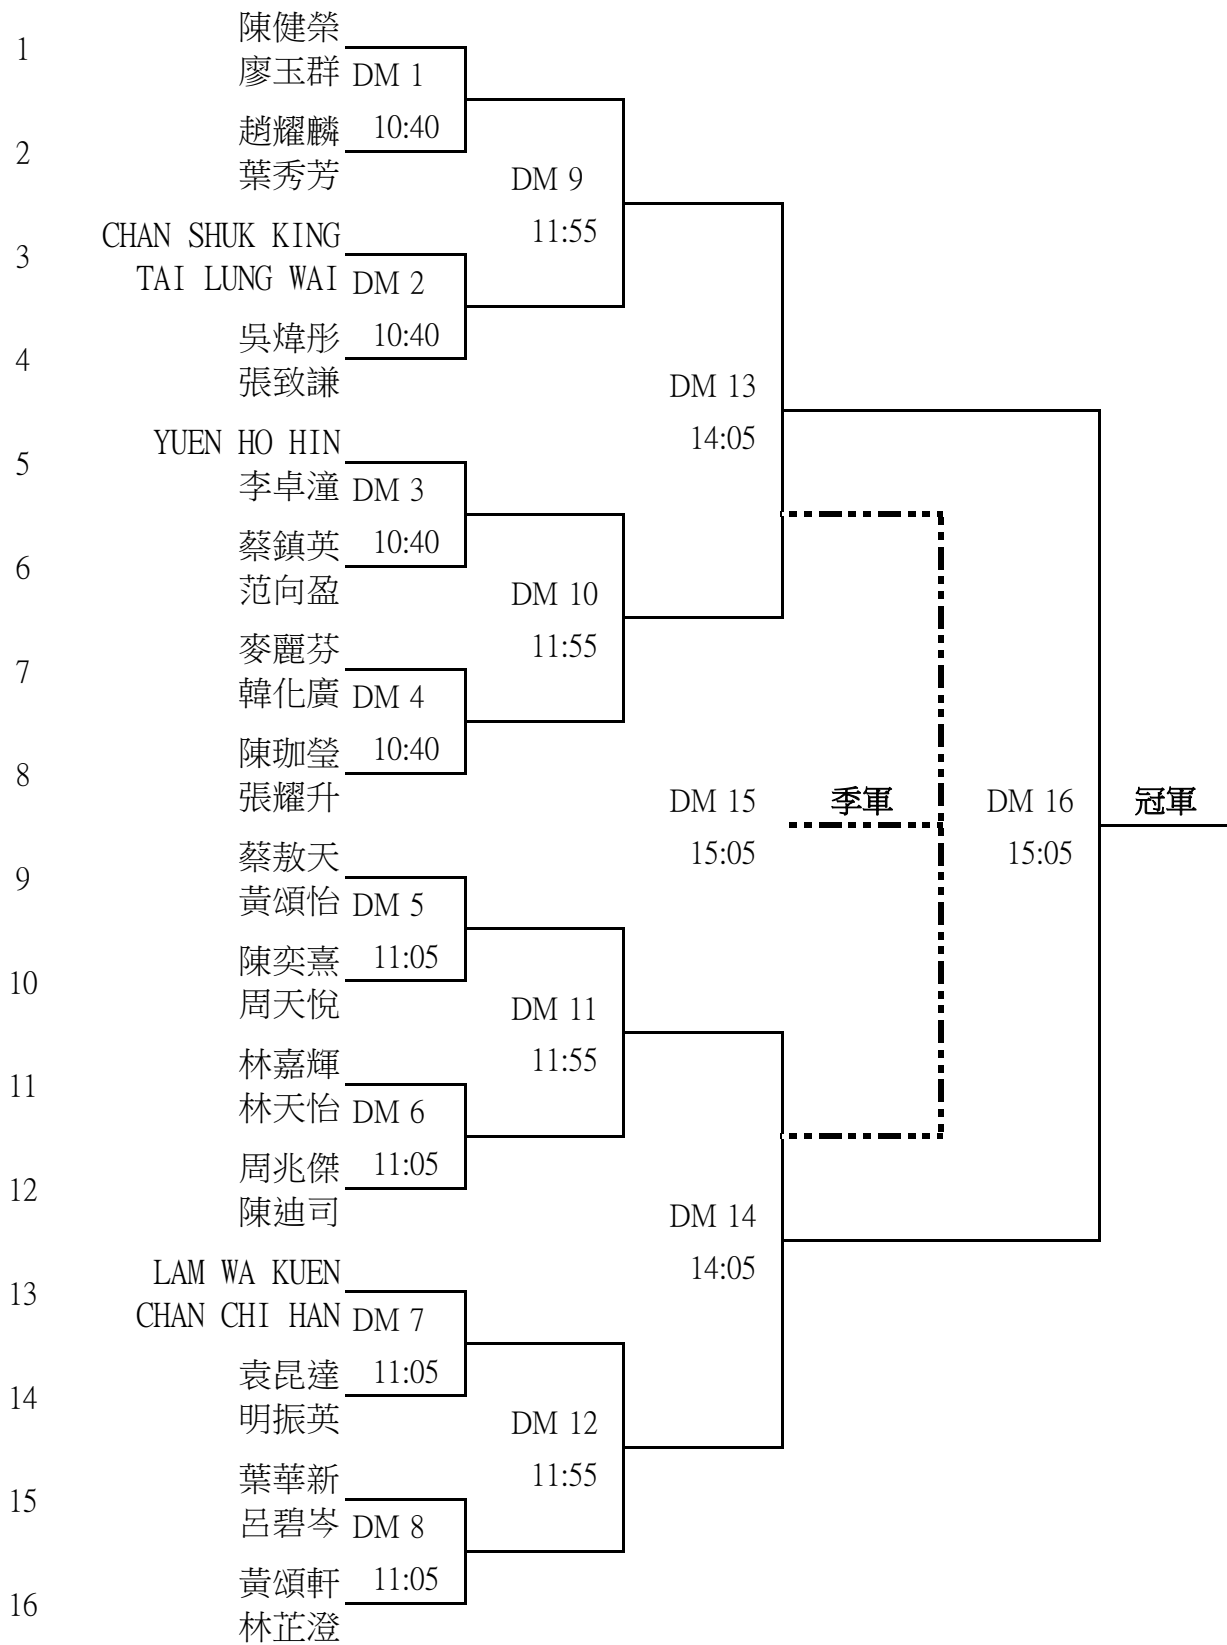 陳健榮
1
廖玉群 DM 1
趙耀麟 10:40
2
葉秀芳 DM 9
CHAN SHUK KING 11:55
3
TAI LUNG WAI DM 2
吳煒彤 10:40
4
張致謙 DM 13
YUEN HO HIN 14:05
5
李卓潼 DM 3
蔡鎮英 10:40
6
范向盈 DM 10
麥麗芬 11:55
7
韓化廣 DM 4
陳珈瑩 10:40
8
張耀升 DM 15 季軍 DM 16 冠軍
蔡敖天 15:05 15:05
9
黃頌怡 DM 5
陳奕熹 11:05
10
周天悅 DM 11
林嘉輝 11:55
11
林天怡 DM 6
周兆傑 11:05
12
陳迪司 DM 14
LAM WA KUEN 14:05
13
CHAN CHI HAN DM 7
袁昆達 11:05
14
明振英 DM 12
葉華新 11:55
15
呂碧岑 DM 8
黃頌軒 11:05
16
林芷澄